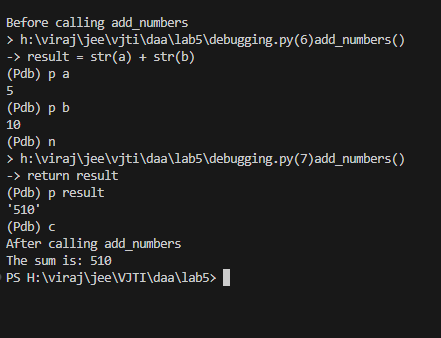 Before calling add_numbers
> h:\viraj\jee\vjti\daa\lab5\debugging.py(6)add_numbers()
-> result = str(a) + str(b)
(Pdb) p a
5
(Pdb) p b
10
(Pdb) n
> h:\viraj\jee\vjti\daa\lab5\debugging.py(7)add_numbers()
-> return result
(Pdb) p result
'510'
(Pdb) c
After calling add_numbers
The sum is: 510
PS H:\viraj\jee\VJTI\daa\lab5>